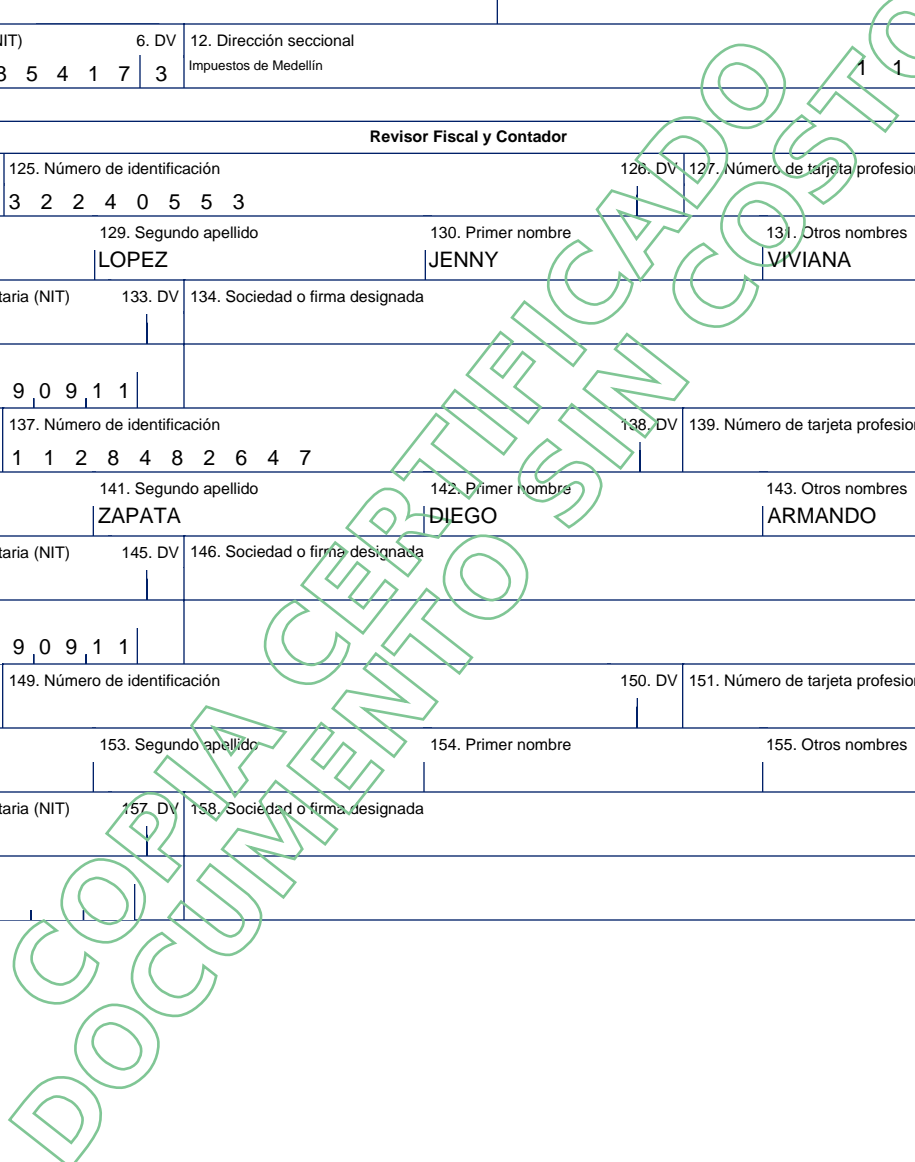 NIT) 6. DV 12. Dirección seccional
5 4 1 7 3 Impuestos de Medellín 1 1
Revisor Fiscal y Contador
125. Número de identificación 126. DV 127. Número de tarjeta profesion
3 2 2 4 0 5 5 3
129. Segundo apellido 130. Primer nombre 131. Otros nombres
LOPEZ JENNY VIVIANA
taria (NIT) 133. DV 134. Sociedad o firma designada
9 0 9 1 1
137. Número de identificación 138. DV 139. Número de tarjeta profesion
1 1 2 8 4 8 2 6 4 7
141. Segundo apellido 142. Primer nombre 143. Otros nombres
ZAPATA DIEGO ARMANDO
taria (NIT) 145. DV 146. Sociedad o firma designada
9 0 9 1 1
149. Número de identificación 150. DV 151. Número de tarjeta profesion
153. Segundo apellido 154. Primer nombre 155. Otros nombres
taria (NIT) 157. DV 158. Sociedad o firma designada
COPIA CERTIFICADO
DOCUMENTO SIN COSTO